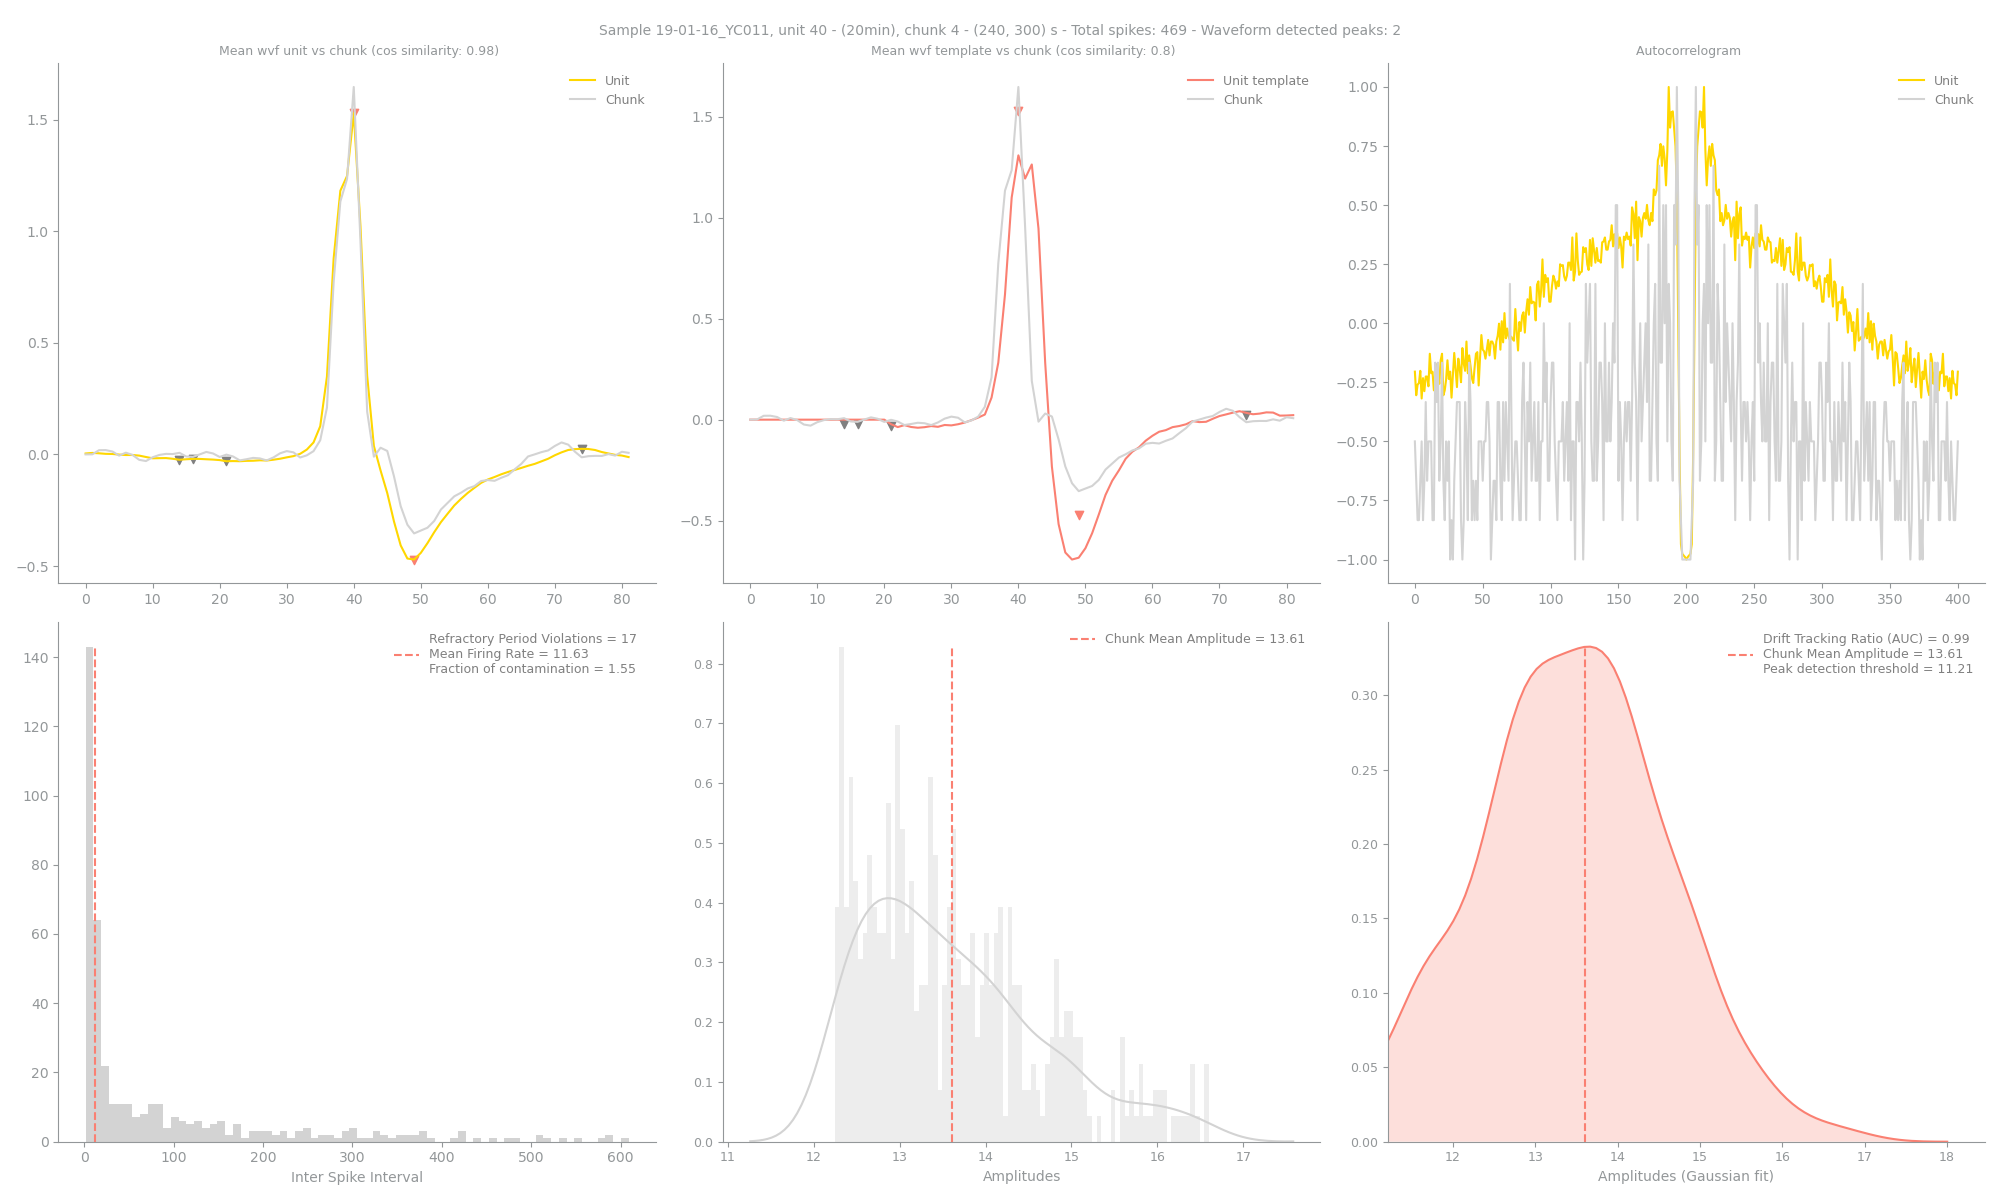 Sample 19-01-16_YC011, unit 40 - (20min), chunk 4 - (240, 300) s - Total spikes: 469 - Waveform detected peaks: 2
Mean wvf unit vs chunk (cos similarity: 0.98)
Unit
Chunk
1.5
1.0
0.5
0.0
−0.5
0 10 20 30 40 50 60 70 80
Mean wvf template vs chunk (cos similarity: 0.8)
Unit template
Chunk
1.5
1.0
0.5
0.0
−0.5
0 10 20 30 40 50 60 70 80
Autocorrelogram
Unit
Chunk
1.00
0.75
0.50
0.25
0.00
−0.25
−0.50
−0.75
−1.00
0 50 100 150 200 250 300 350 400
Refractory Period Violations = 17
Mean Firing Rate = 11.63
Fraction of contamination = 1.55
140
120
100
80
60
40
20
0
0 100 200 300 400 500 600
Inter Spike Interval
Chunk Mean Amplitude = 13.61
0.8
0.7
0.6
0.5
0.4
0.3
0.2
0.1
0.0
11 12 13 14 15 16 17
Amplitudes
Drift Tracking Ratio (AUC) = 0.99
Chunk Mean Amplitude = 13.61
Peak detection threshold = 11.21
0.30
0.25
0.20
0.15
0.10
0.05
0.00
12 13 14 15 16 17 18
Amplitudes (Gaussian fit)